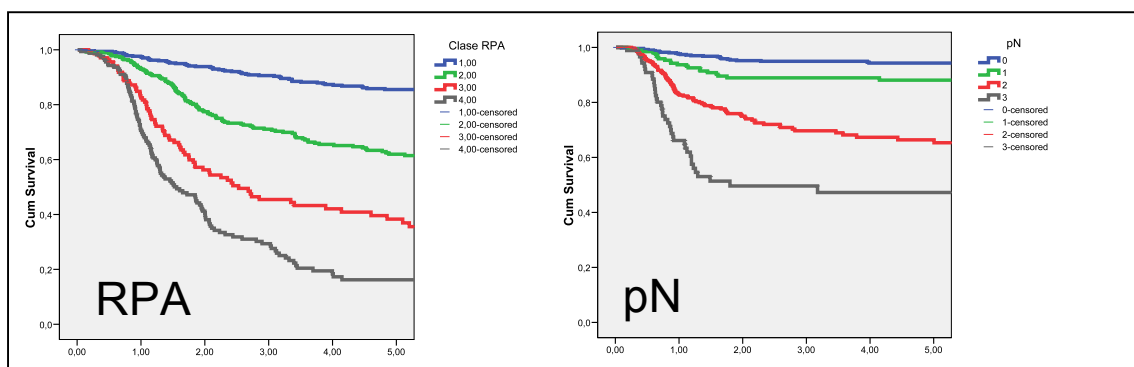 Clase RPA
1,00
2,00
3,00
4,00
1,00-censored
2,00-censored
3,00-censored
4,00-censored
1,0
0,8
0,6
0,4
0,2
0,0
Cum Survival
RPA
0,00 1,00 2,00 3,00 4,00 5,00
pN
0
1
2
3
0-censored
1-censored
2-censored
3-censored
1,0
0,8
0,6
0,4
0,2
0,0
Cum Survival
pN
0,00 1,00 2,00 3,00 4,00 5,00